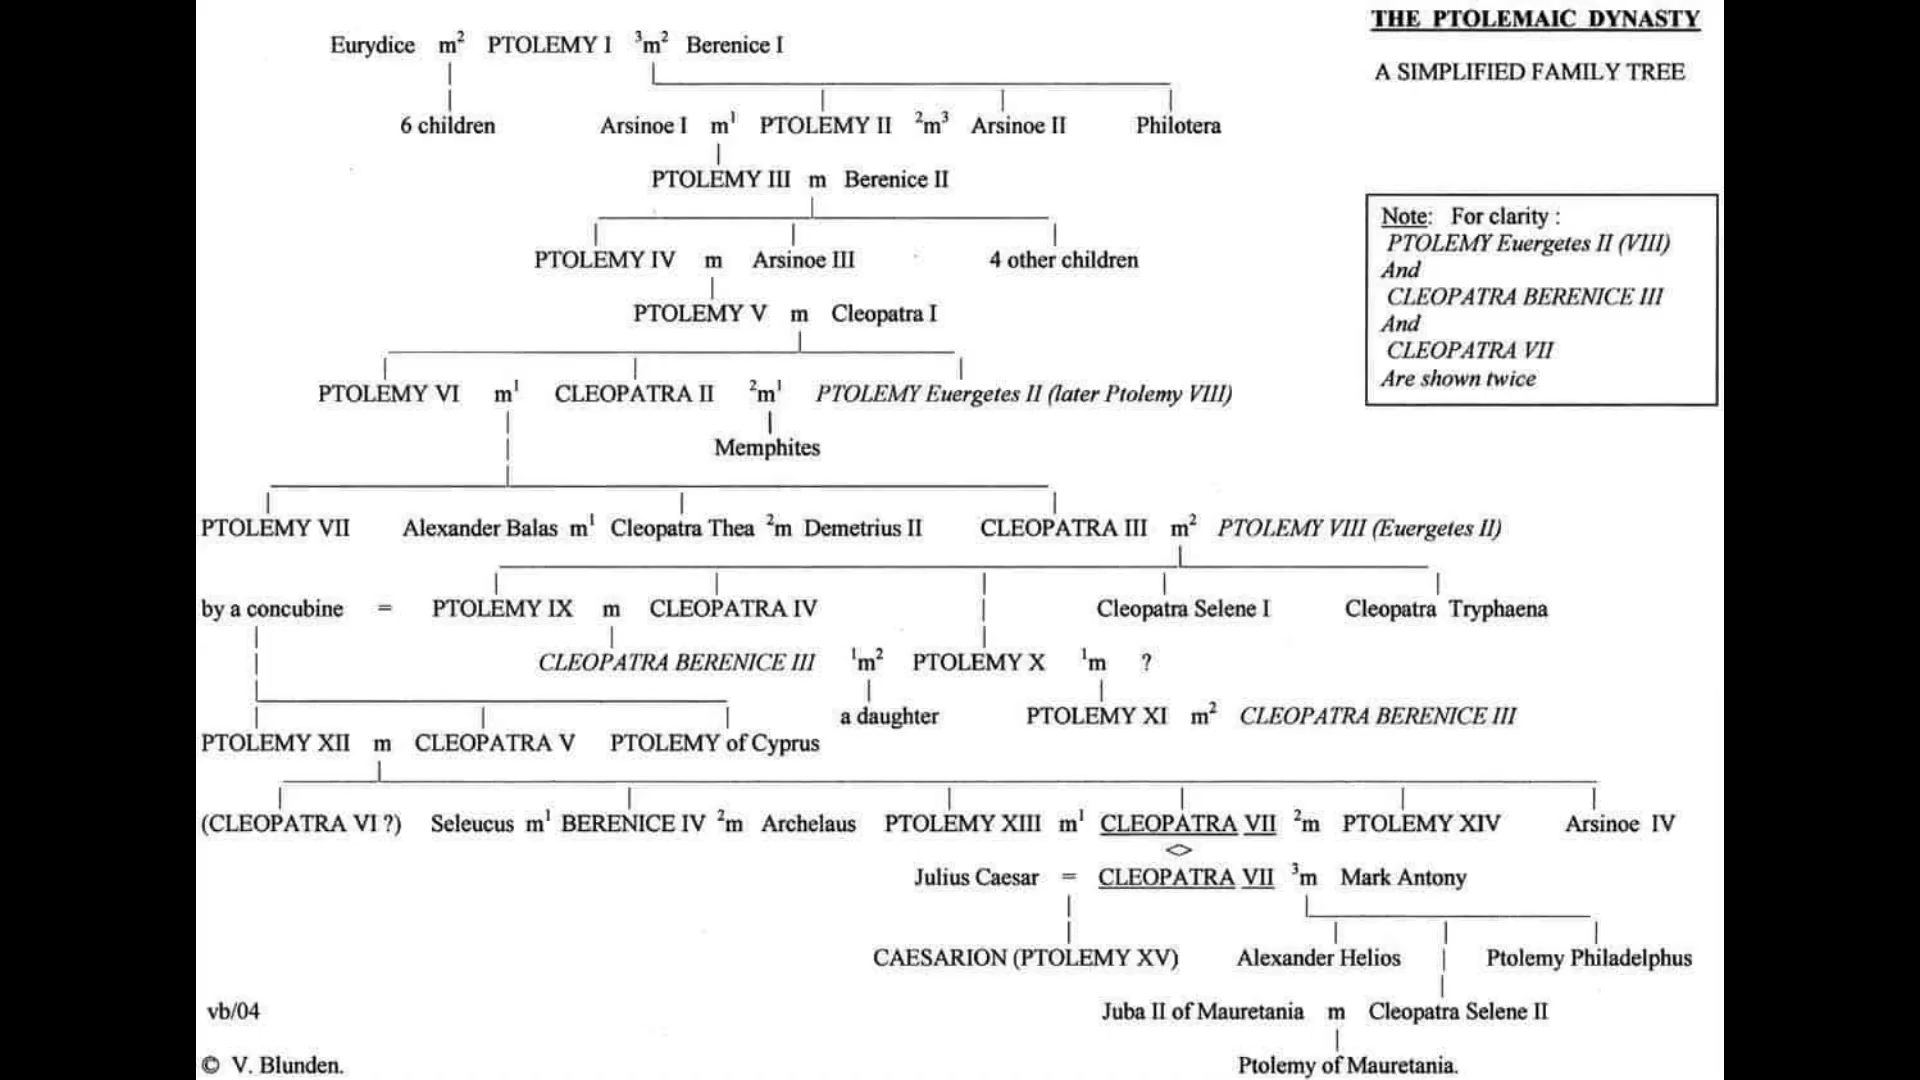 THE PTOLEMAIC DYNASTY
A SIMPLIFIED FAMILY TREE
Eurydice m² PTOLEMY I ³m² Berenice I
6 children Arsinoe I m¹ PTOLEMY II ²m³ Arsinoe II Philotera
PTOLEMY III m Berenice II
Note: For clarity :
PTOLEMY Euergetes II (VIII)
And
CLEOPATRA BERENICE III
And
CLEOPATRA VII
Are shown twice
PTOLEMY IV m Arsinoe III 4 other children
PTOLEMY V m Cleopatra I
PTOLEMY VI m¹ CLEOPATRA II ²m¹ PTOLEMY Euergetes II (later Ptolemy VIII)
Memphites
PTOLEMY VII Alexander Balas m¹ Cleopatra Thea ²m Demetrius II CLEOPATRA III m² PTOLEMY VIII (Euergetes II)
by a concubine = PTOLEMY IX m CLEOPATRA IV Cleopatra Selene I Cleopatra Tryphaena
CLEOPATRA BERENICE III ¹m² PTOLEMY X ¹m ?
a daughter PTOLEMY XI m² CLEOPATRA BERENICE III
PTOLEMY XII m CLEOPATRA V PTOLEMY of Cyprus
(CLEOPATRA VI ?) Seleucus m¹ BERENICE IV ²m Archelaus PTOLEMY XIII m¹ CLEOPATRA VII ²m PTOLEMY XIV Arsinoe IV
Julius Caesar = CLEOPATRA VII ³m Mark Antony
CAESARION (PTOLEMY XV) Alexander Helios Ptolemy Philadelphus
vb/04 Juba II of Mauretania m Cleopatra Selene II
© V. Blunden. Ptolemy of Mauretania.